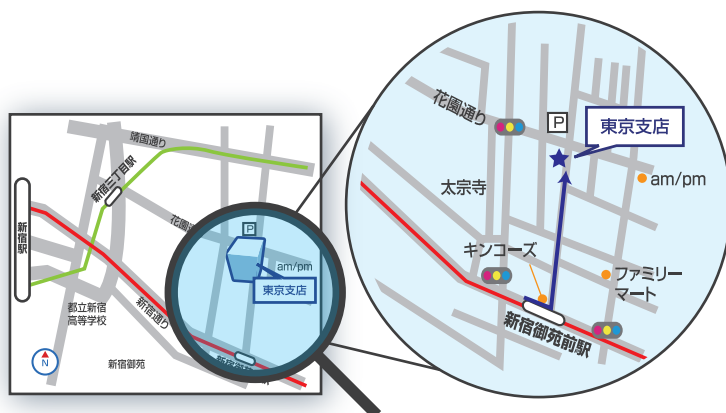 靖国通り
新宿三丁目駅
新宿駅
花園通
P
am/pm
東京支店
新宿通り
都立新宿
高等学校
新宿御苑
N
花園通り
P
東京支店
太宗寺
am/pm
キンコーズ
ファミリー
マート
新宿御苑前駅